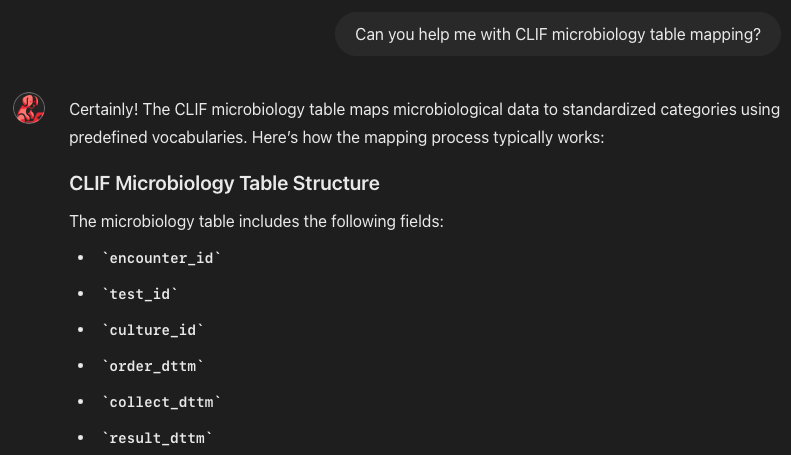 Can you help me with CLIF microbiology table mapping?
Certainly! The CLIF microbiology table maps microbiological data to standardized categories using
predefined vocabularies. Here’s how the mapping process typically works:
CLIF Microbiology Table Structure
The microbiology table includes the following fields:
• `encounter_id`
• `test_id`
• `culture_id`
• `order_dttm`
• `collect_dttm`
• `result_dttm`